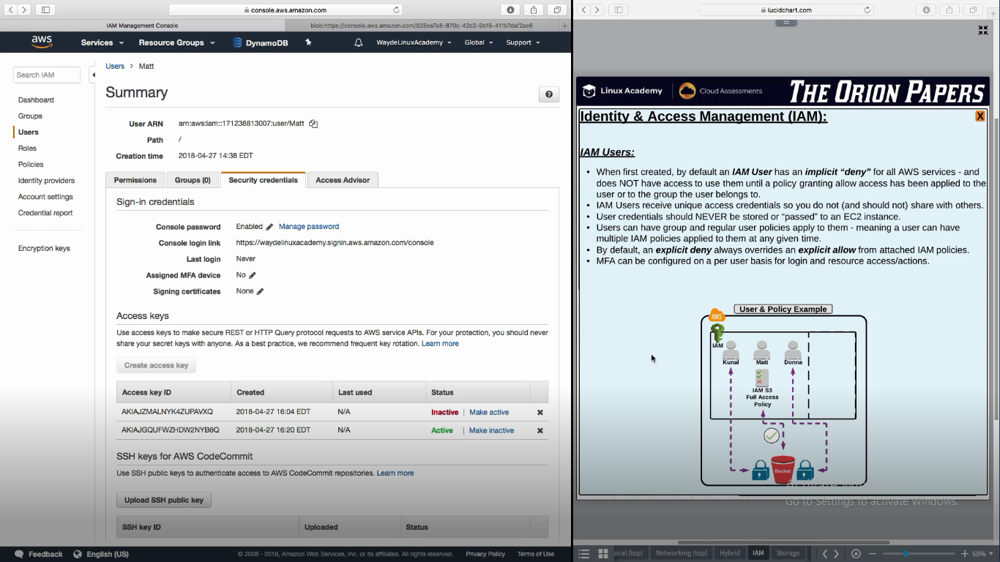 console.aws.amazon.com
IAM Management Console
blob:https://console.aws.amazon.com/925ea7a6-870c-42c2-9b15-411b7daf2ae6
aws
Services
Resource Groups
DynamoDB
WaydeLinuxAcademy
Global
Support
Search IAM
Dashboard
Groups
Users
Roles
Policies
Identity providers
Account settings
Credential report
Encryption keys
Users > Matt
Summary
User ARN arn:aws:iam::171238813007:user/Matt
Path /
Creation time 2018-04-27 14:38 EDT
Permissions Groups (0) Security credentials Access Advisor
Sign-in credentials
Console password Enabled Manage password
Console login link https://waydelinuxacademy.signin.aws.amazon.com/console
Last login Never
Assigned MFA device No
Signing certificates None
Access keys
Use access keys to make secure REST or HTTP Query protocol requests to AWS service APIs. For your protection, you should never
share your secret keys with anyone. As a best practice, we recommend frequent key rotation. Learn more
Create access key
Access key ID Created Last used Status
AKIAJZMALNYK4ZUPAVXQ 2018-04-27 16:04 EDT N/A Inactive | Make active
AKIAJGQUFWZHDW2NYB6Q 2018-04-27 16:20 EDT N/A Active | Make inactive
SSH keys for AWS CodeCommit
Use SSH public keys to authenticate access to AWS CodeCommit repositories. Learn more
Upload SSH public key
SSH key ID Uploaded Status
Feedback English (US) © 2008 - 2018, Amazon Web Services, Inc. or its affiliates. All rights reserved. Privacy Policy Terms of Use
lucidchart.com
Linux Academy | Cloud Assessments THE ORION PAPERS
Identity & Access Management (IAM): X
IAM Users:
• When first created, by default an IAM User has an implicit “deny” for all AWS services - and
does NOT have access to use them until a policy granting allow access has been applied to the
user or to the group the user belongs to.
• IAM Users receive unique access credentials so you do not (and should not) share with others.
• User credentials should NEVER be stored or “passed” to an EC2 instance.
• Users can have group and regular user policies apply to them - meaning a user can have
multiple IAM policies applied to them at any given time.
• By default, an explicit deny always overrides an explicit allow from attached IAM policies.
• MFA can be configured on a per user basis for login and resource access/actions.
User & Policy Example
AWS
IAM
Kunal Matt Donna
IAM S3
Full Access
Policy
Bucket
Go to Settings to activate Windows.
sical (top) Networking (top) Hybrid IAM Storage 50%